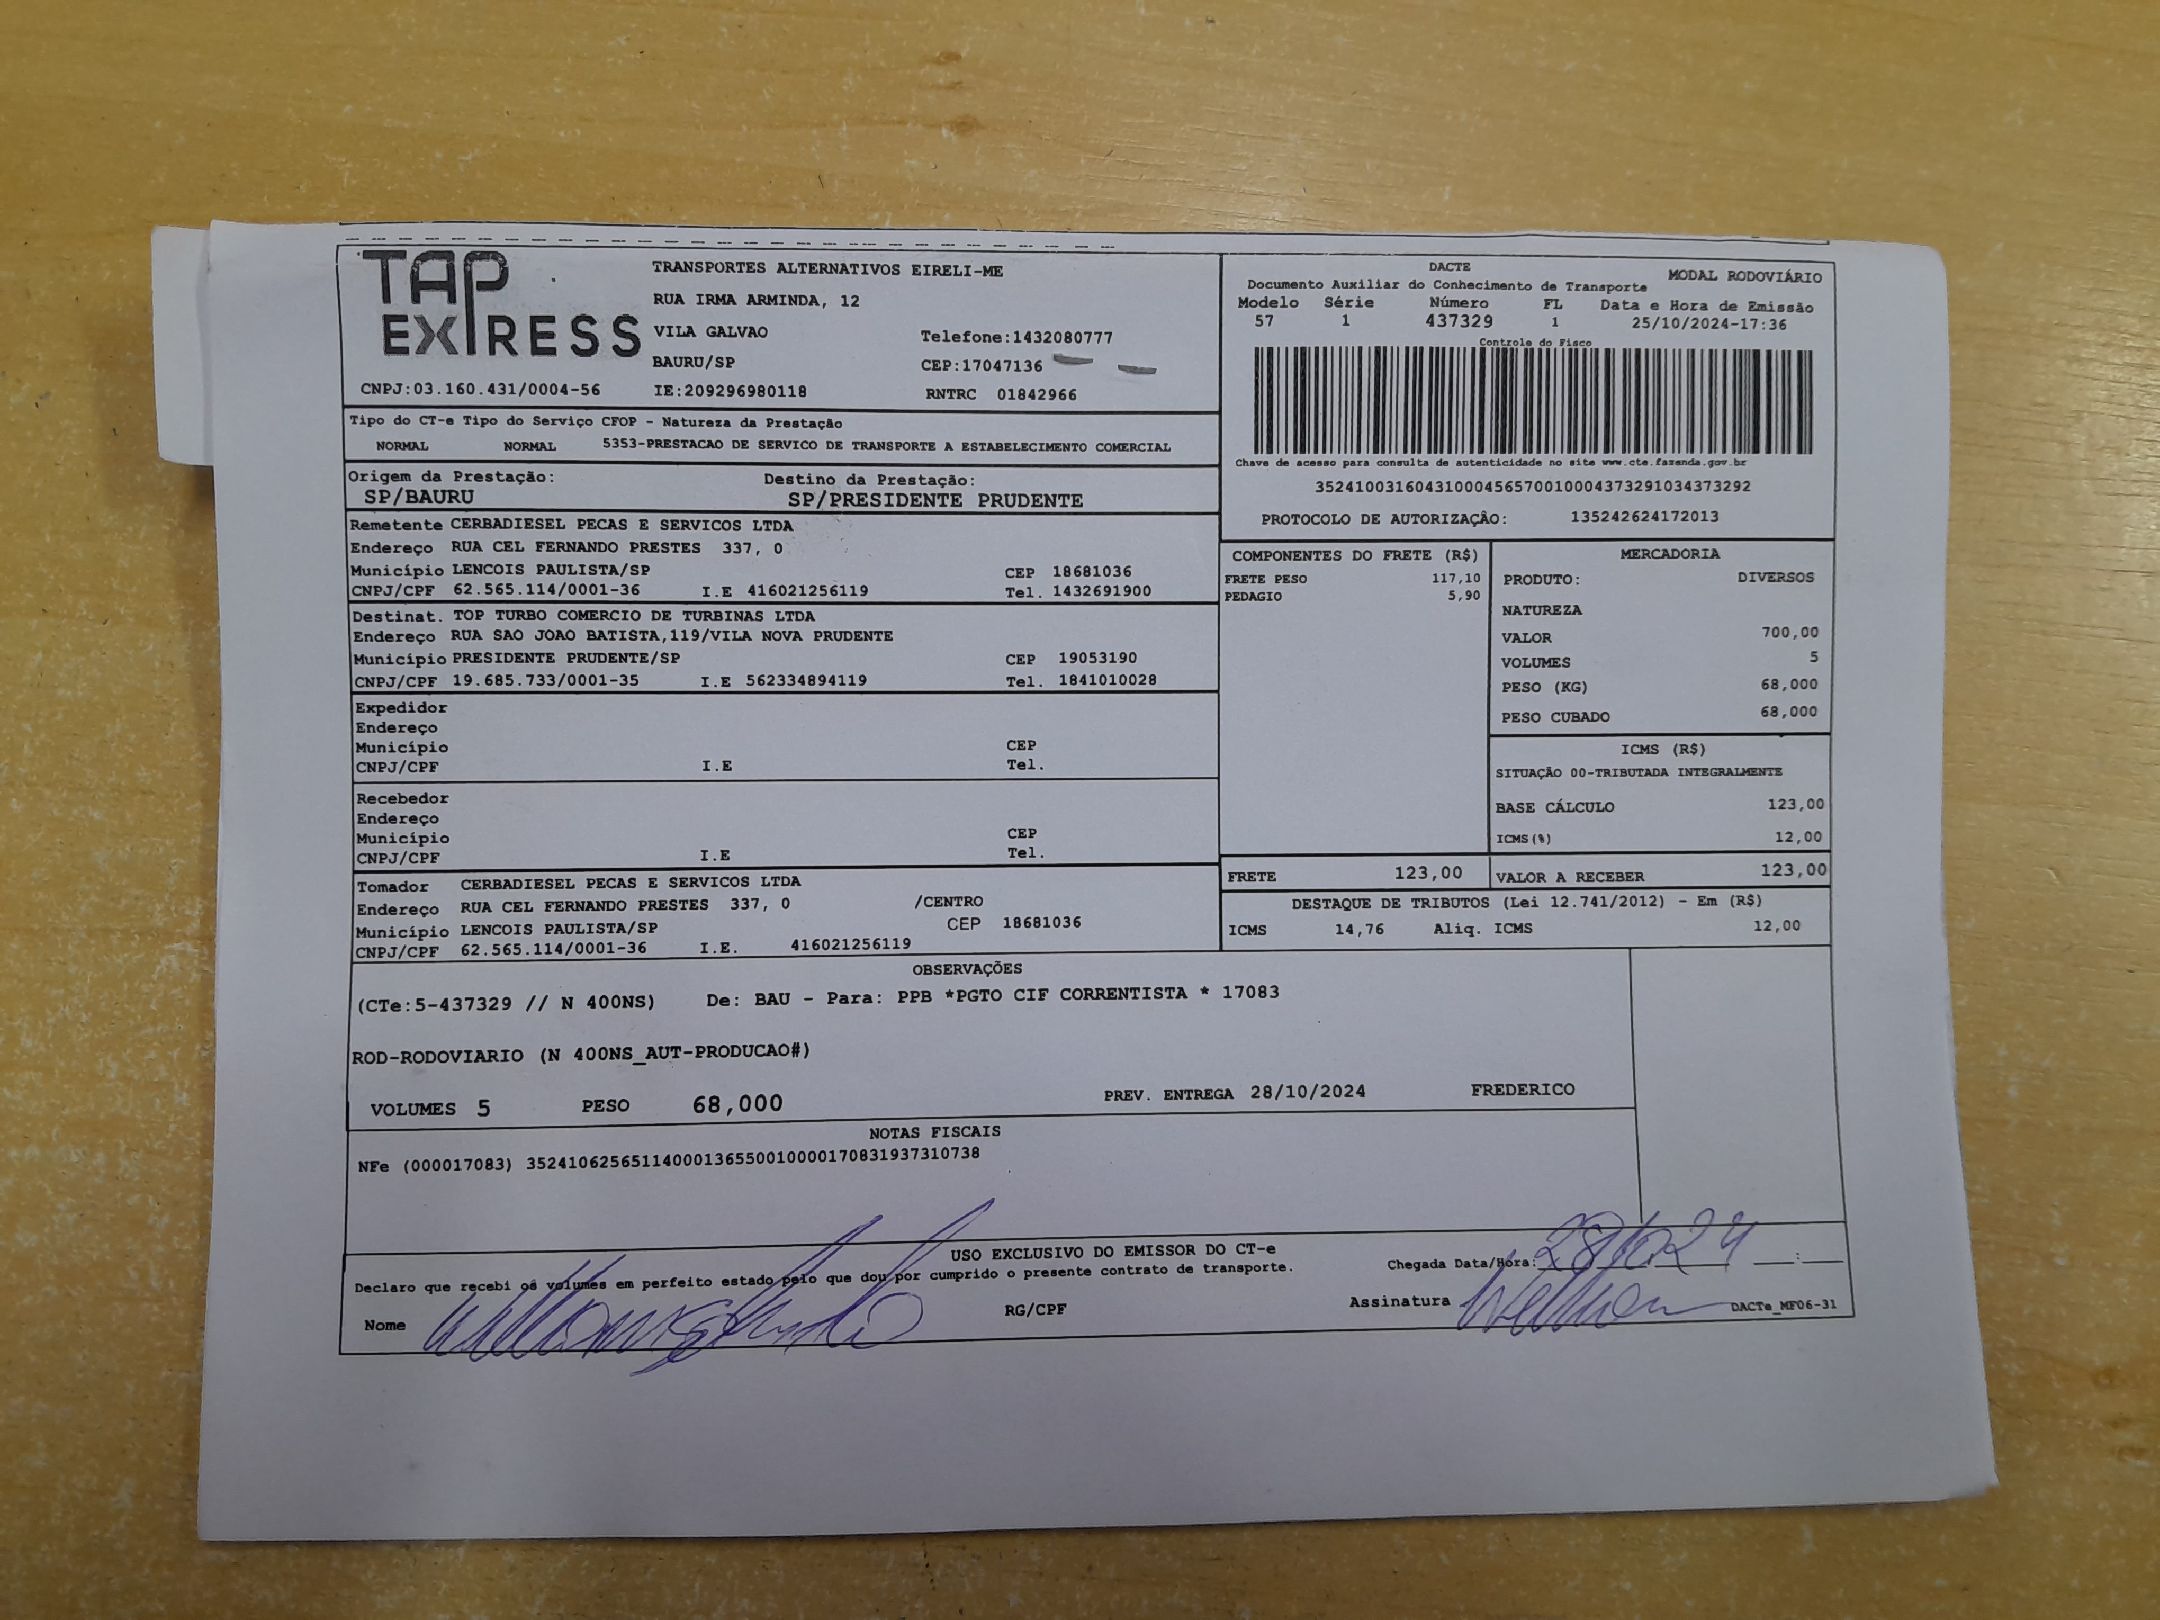 TAP
EXPRESS
CNPJ:03.160.431/0004-56
TRANSPORTES ALTERNATIVOS EIRELI-ME
RUA IRMA ARMINDA, 12
VILA GALVAO
Telefone:1432080777
BAURU/SP
CEP:17047136
IE:209296980118
RNTRC 01842966
DACTE
MODAL RODOVIÁRIO
Documento Auxiliar do Conhecimento de Transporte
Modelo Série Número FL Data e Hora de Emissão
57 1 437329 1 25/10/2024-17:36
Controle do Fisco
Chave de acesso para consulta de autenticidade no site www.cte.fazenda.gov.br
35241003160431000456570010004373291034373292
PROTOCOLO DE AUTORIZAÇÃO: 135242624172013
Tipo do CT-e Tipo do Serviço CFOP - Natureza da Prestação
NORMAL NORMAL 5353-PRESTACAO DE SERVICO DE TRANSPORTE A ESTABELECIMENTO COMERCIAL
Origem da Prestação: Destino da Prestação:
SP/BAURU SP/PRESIDENTE PRUDENTE
Remetente CERBADIESEL PECAS E SERVICOS LTDA
Endereço RUA CEL FERNANDO PRESTES 337, 0
Município LENCOIS PAULISTA/SP CEP 18681036
CNPJ/CPF 62.565.114/0001-36 I.E 416021256119 Tel. 1432691900
Destinat. TOP TURBO COMERCIO DE TURBINAS LTDA
Endereço RUA SAO JOAO BATISTA,119/VILA NOVA PRUDENTE
Município PRESIDENTE PRUDENTE/SP CEP 19053190
CNPJ/CPF 19.685.733/0001-35 I.E 562334894119 Tel. 1841010028
Expedidor
Endereço
Município CEP
CNPJ/CPF I.E Tel.
Recebedor
Endereço
Município CEP
CNPJ/CPF I.E Tel.
Tomador CERBADIESEL PECAS E SERVICOS LTDA
Endereço RUA CEL FERNANDO PRESTES 337, 0 /CENTRO
Município LENCOIS PAULISTA/SP CEP 18681036
CNPJ/CPF 62.565.114/0001-36 I.E. 416021256119
COMPONENTES DO FRETE (R$)
FRETE PESO 117,10
PEDAGIO 5,90
MERCADORIA
PRODUTO: DIVERSOS
NATUREZA
VALOR 700,00
VOLUMES 5
PESO (KG) 68,000
PESO CUBADO 68,000
ICMS (R$)
SITUAÇÃO 00-TRIBUTADA INTEGRALMENTE
BASE CÁLCULO 123,00
ICMS(%) 12,00
FRETE 123,00 VALOR A RECEBER 123,00
DESTAQUE DE TRIBUTOS (Lei 12.741/2012) - Em (R$)
ICMS 14,76 Aliq. ICMS 12,00
OBSERVAÇÕES
(CTe:5-437329 // N 400NS) De: BAU - Para: PPB *PGTO CIF CORRENTISTA * 17083
ROD-RODOVIARIO (N 400NS_AUT-PRODUCAO#)
VOLUMES 5 PESO 68,000 PREV. ENTREGA 28/10/2024 FREDERICO
NOTAS FISCAIS
NFe (000017083) 35241062565114000136550010000170831937310738
USO EXCLUSIVO DO EMISSOR DO CT-e
Declaro que recebi os volumes em perfeito estado pelo que dou por cumprido o presente contrato de transporte.
Chegada Data/Hora: __:__
Nome RG/CPF Assinatura DACTe_MF06-31